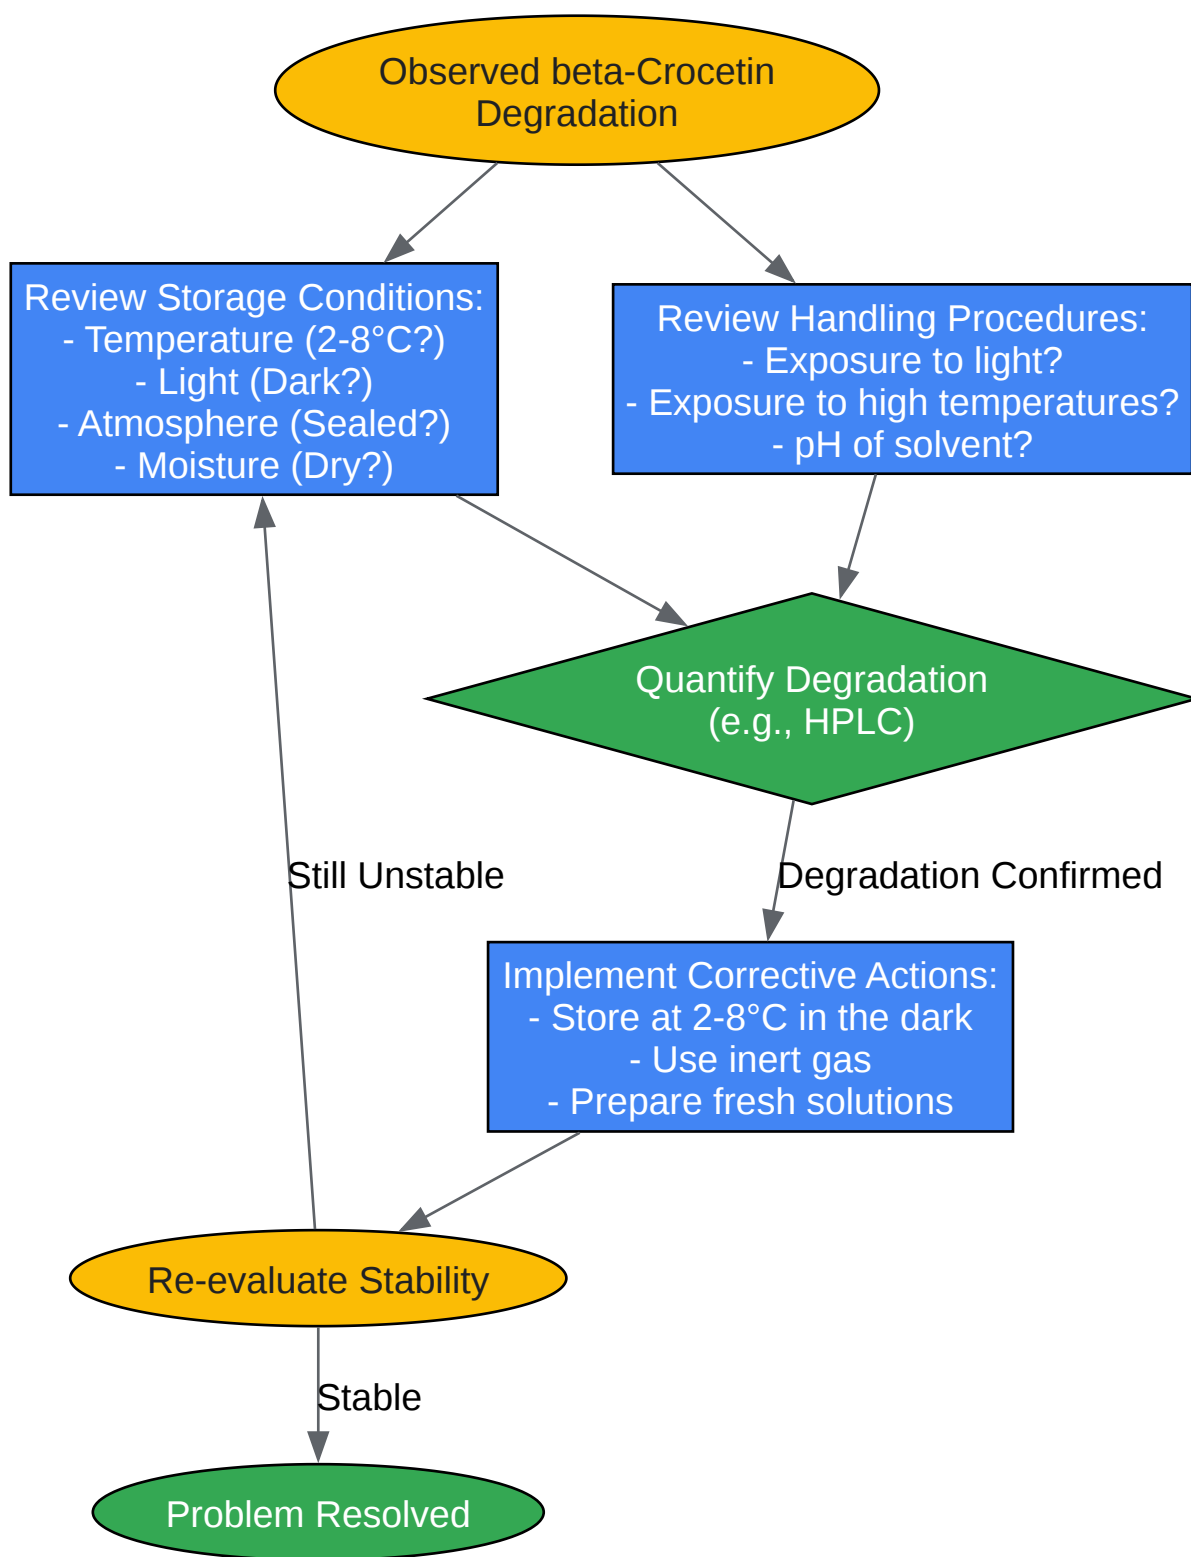 Observed beta-Crocetin
Degradation
Review Storage Conditions:
- Temperature (2-8°C?)
- Light (Dark?)
- Atmosphere (Sealed?)
- Moisture (Dry?)
Review Handling Procedures:
- Exposure to light?
- Exposure to high temperatures?
- pH of solvent?
Quantify Degradation
(e.g., HPLC)
Still Unstable
Degradation Confirmed
Implement Corrective Actions:
- Store at 2-8°C in the dark
- Use inert gas
- Prepare fresh solutions
Re-evaluate Stability
Stable
Problem Resolved